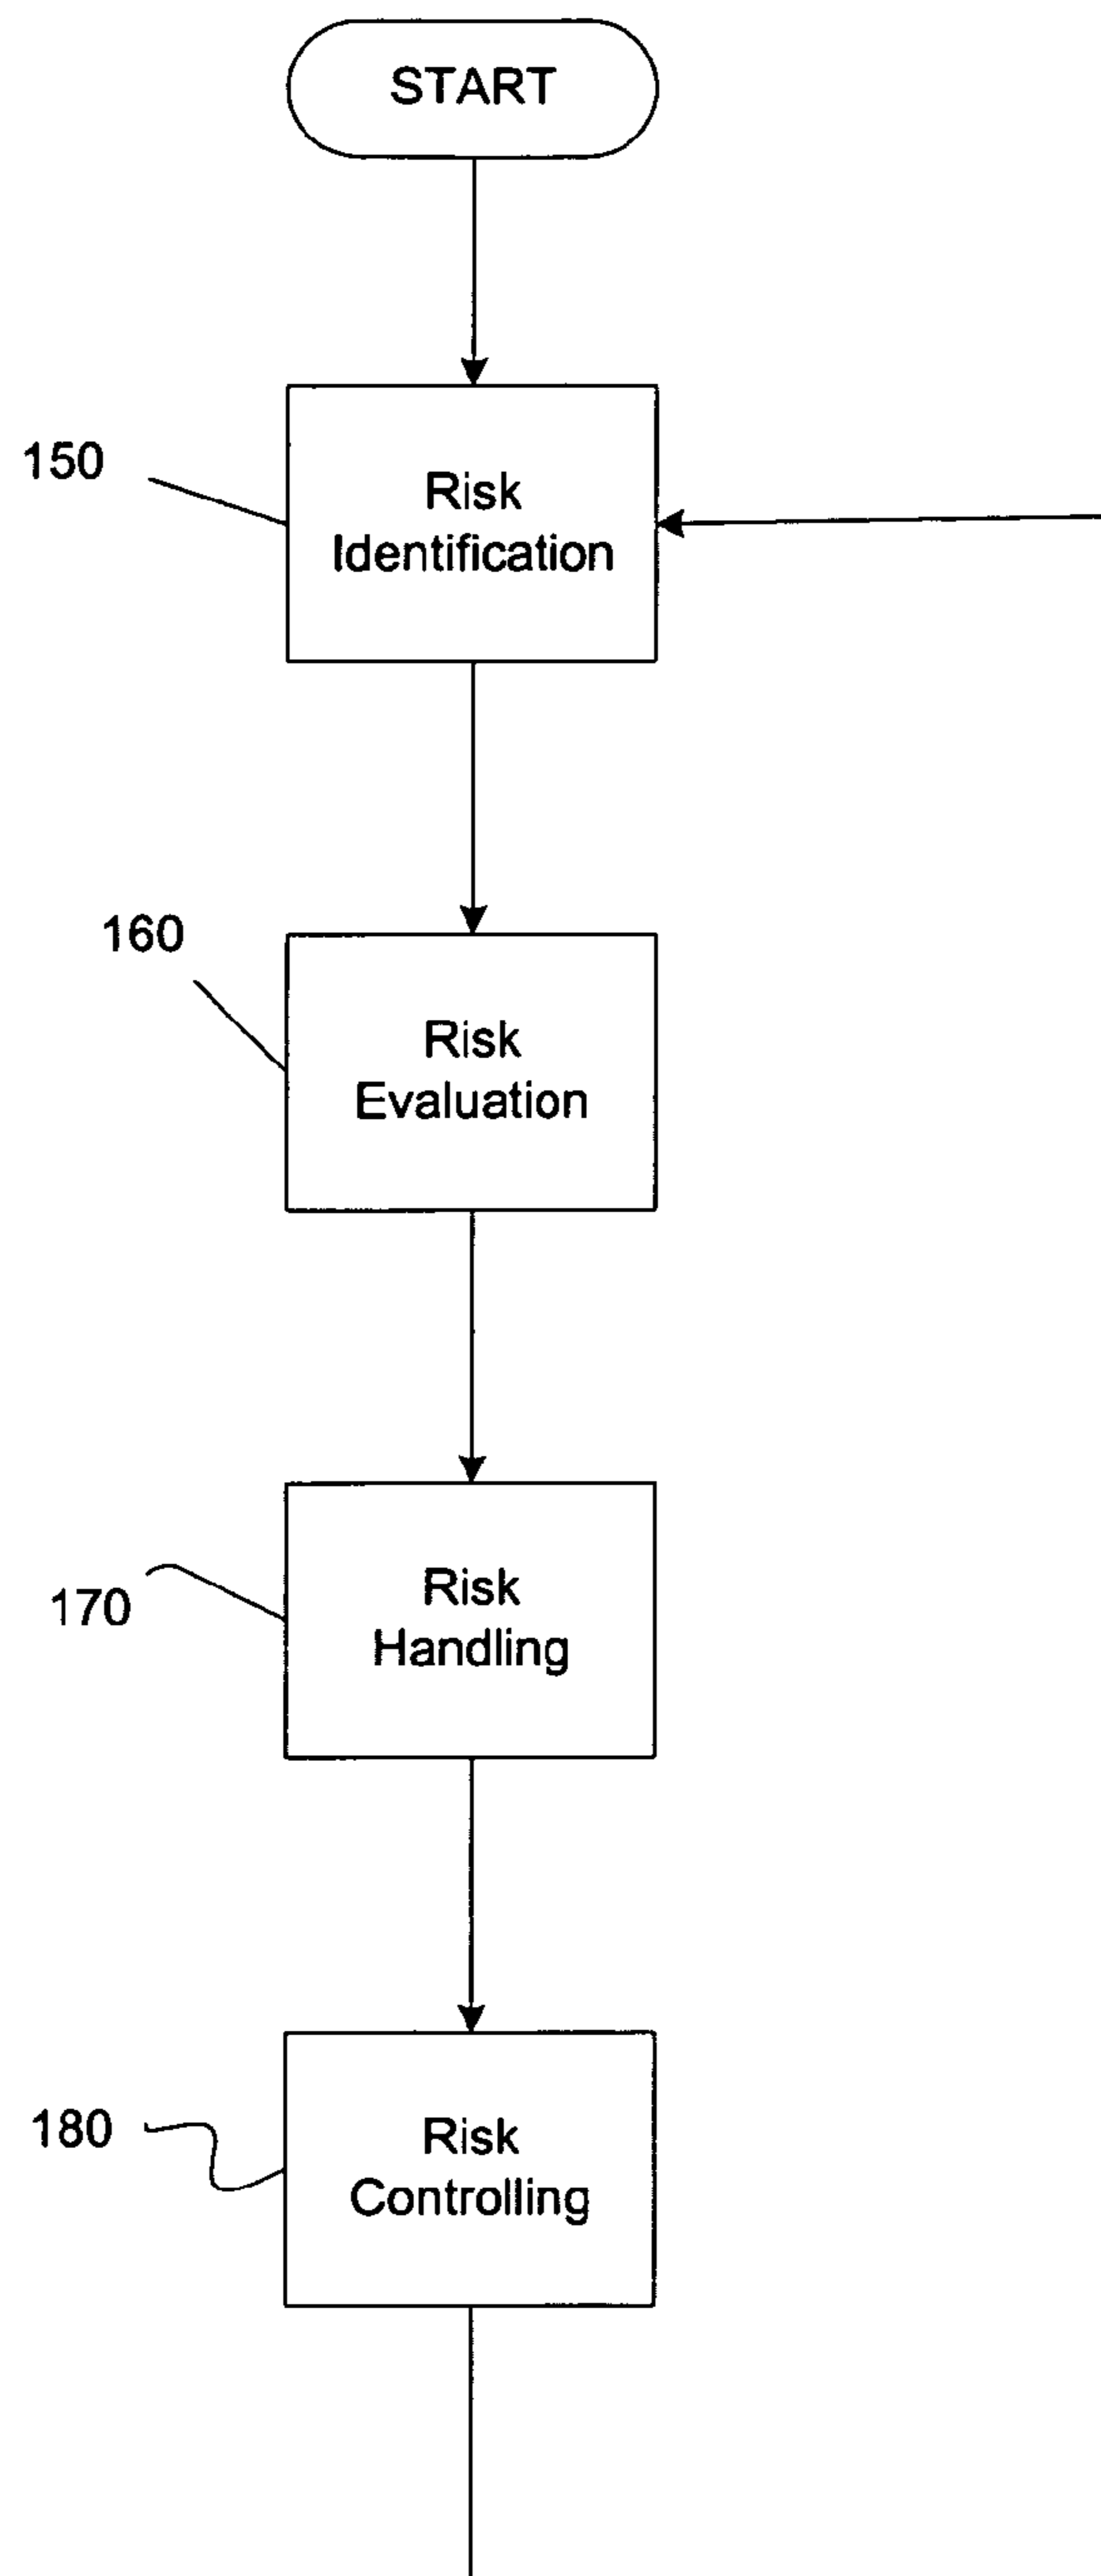 START
150
Risk
Identification
160
Risk
Evaluation
170
Risk
Handling
180
Risk
Controlling